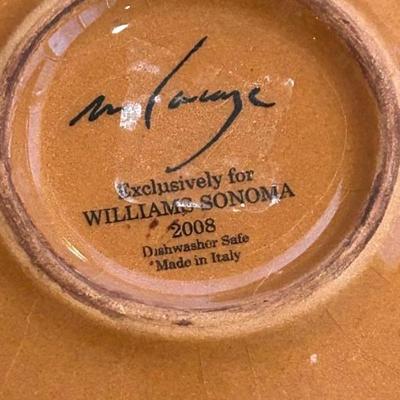 Exclusively for
WILLIAMS-SONOMA
2008
Dishwasher Safe
Made in Italy